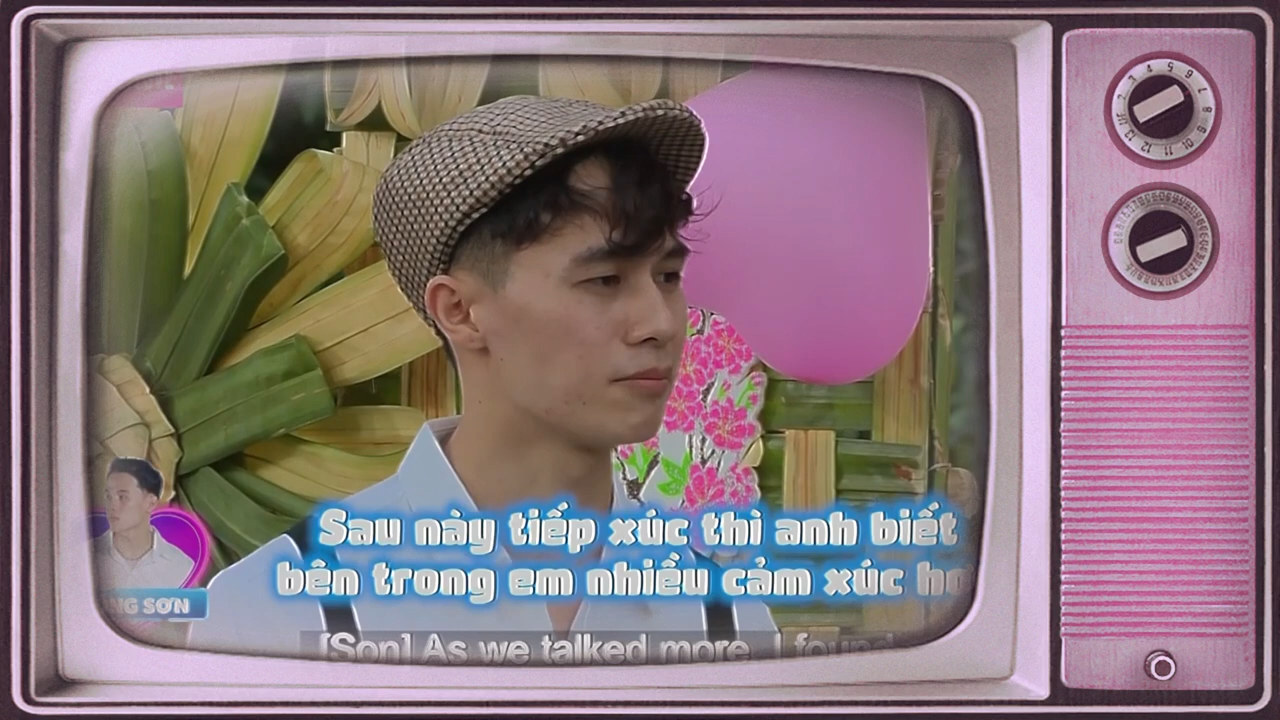 Sau này tiếp xúc thì anh biết
bên trong em nhiều cảm xúc
NG SƠN
[Son] As we talked more, I found